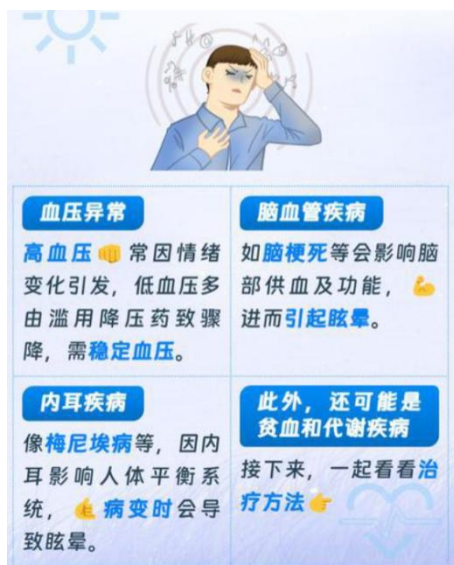 血压异常
高血压👊常因情绪
变化引发，低血压多
由滥用降压药致骤
降，需稳定血压。
脑血管疾病
如脑梗死等会影响脑
部供血及功能，💪
进而引起眩晕。
内耳疾病
像梅尼埃病等，因内
耳影响人体平衡系
统，👍病变时会导
致眩晕。
此外，还可能是
贫血和代谢疾病
接下来，一起看看治
疗方法👉